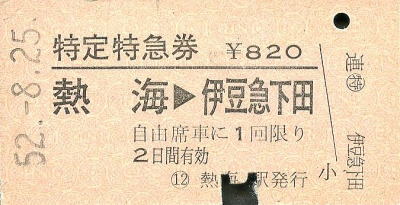 52.-8.25.
特定特急券 ¥820
熱海▶伊豆急下田
自由席車に1回限り
2日間有効
⑫ 熱海駅発行
小
連㊕ 伊豆急下田